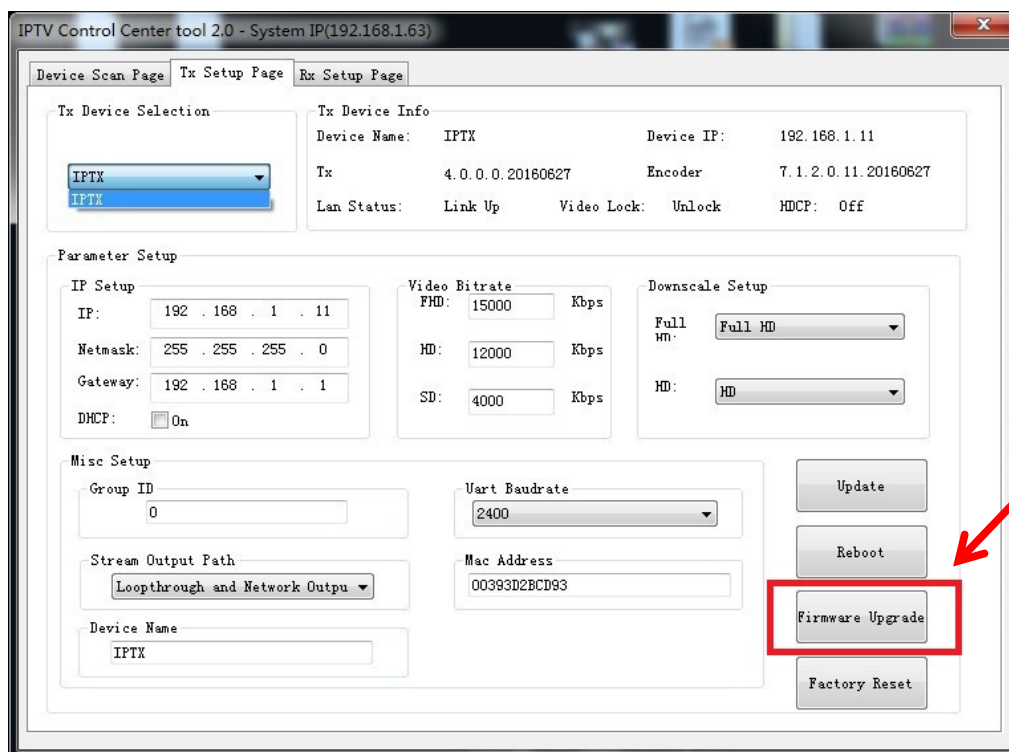 IPTV Control Center tool 2.0 - System IP(192.168.1.63)
Device Scan Page Tx Setup Page Rx Setup Page
Tx Device Selection
IPTX
IPTX
Tx Device Info
Device Name: IPTX Device IP: 192.168.1.11
Tx 4.0.0.0.20160627 Encoder 7.1.2.0.11.20160627
Lan Status: Link Up Video Lock: Unlock HDCP: Off
Parameter Setup
IP Setup
IP: 192 . 168 . 1 . 11
Netmask: 255 . 255 . 255 . 0
Gateway: 192 . 168 . 1 . 1
DHCP: On
Video Bitrate
FHD: 15000 Kbps
HD: 12000 Kbps
SD: 4000 Kbps
Downscale Setup
Full
HD: Full HD
HD: HD
Misc Setup
Group ID
0
Uart Baudrate
2400
Stream Output Path
Loopthrough and Network Outpu
Mac Address
00393D2BCD93
Device Name
IPTX
Update
Reboot
Firmware Upgrade
Factory Reset